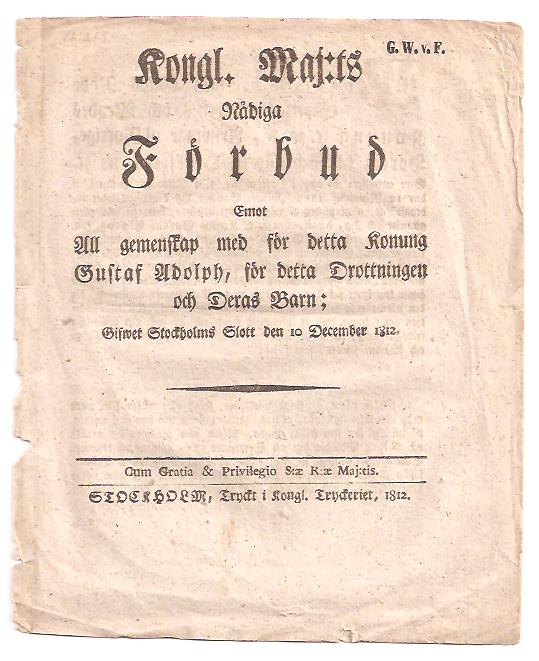 G. W. v. F.
Kongl. Maj:ts
Nådiga
Förbud
Emot
All gemenskap med för detta Konung
Gustaf Adolph, för detta Drottningen
och Deras Barn;
Gifwet Stockholms Slott den 10 December 1812.
Cum Gratia & Privilegio S:æ R:æ Maj:tis.
STOCKHOLM, Tryckt i Kongl. Tryckeriet, 1812.